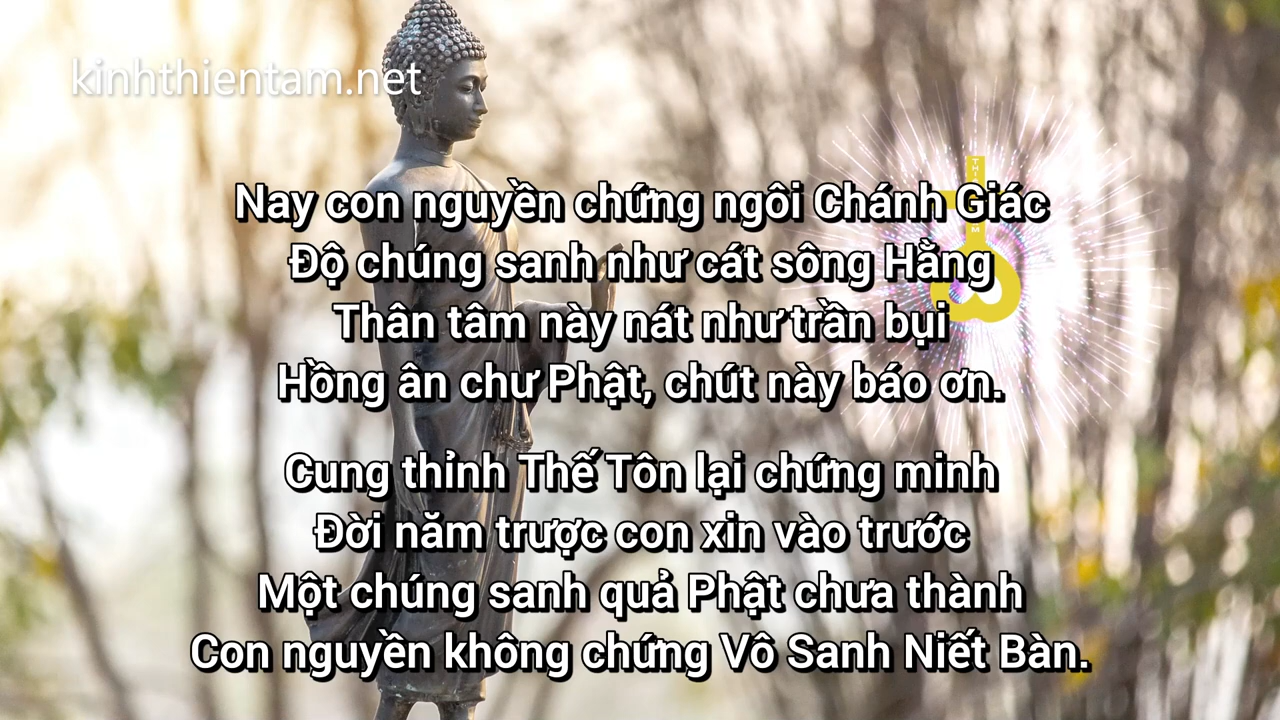 kinhthientam.net
Nay con nguyền chứng ngôi Chánh Giác
Độ chúng sanh như cát sông Hằng
Thân tâm này nát như trần bụi
Hồng ân chư Phật, chút này báo ơn.
Cung thỉnh Thế Tôn lại chứng minh
Đời năm trược con xin vào trước
Một chúng sanh quả Phật chưa thành
Con nguyền không chứng Vô Sanh Niết Bàn.